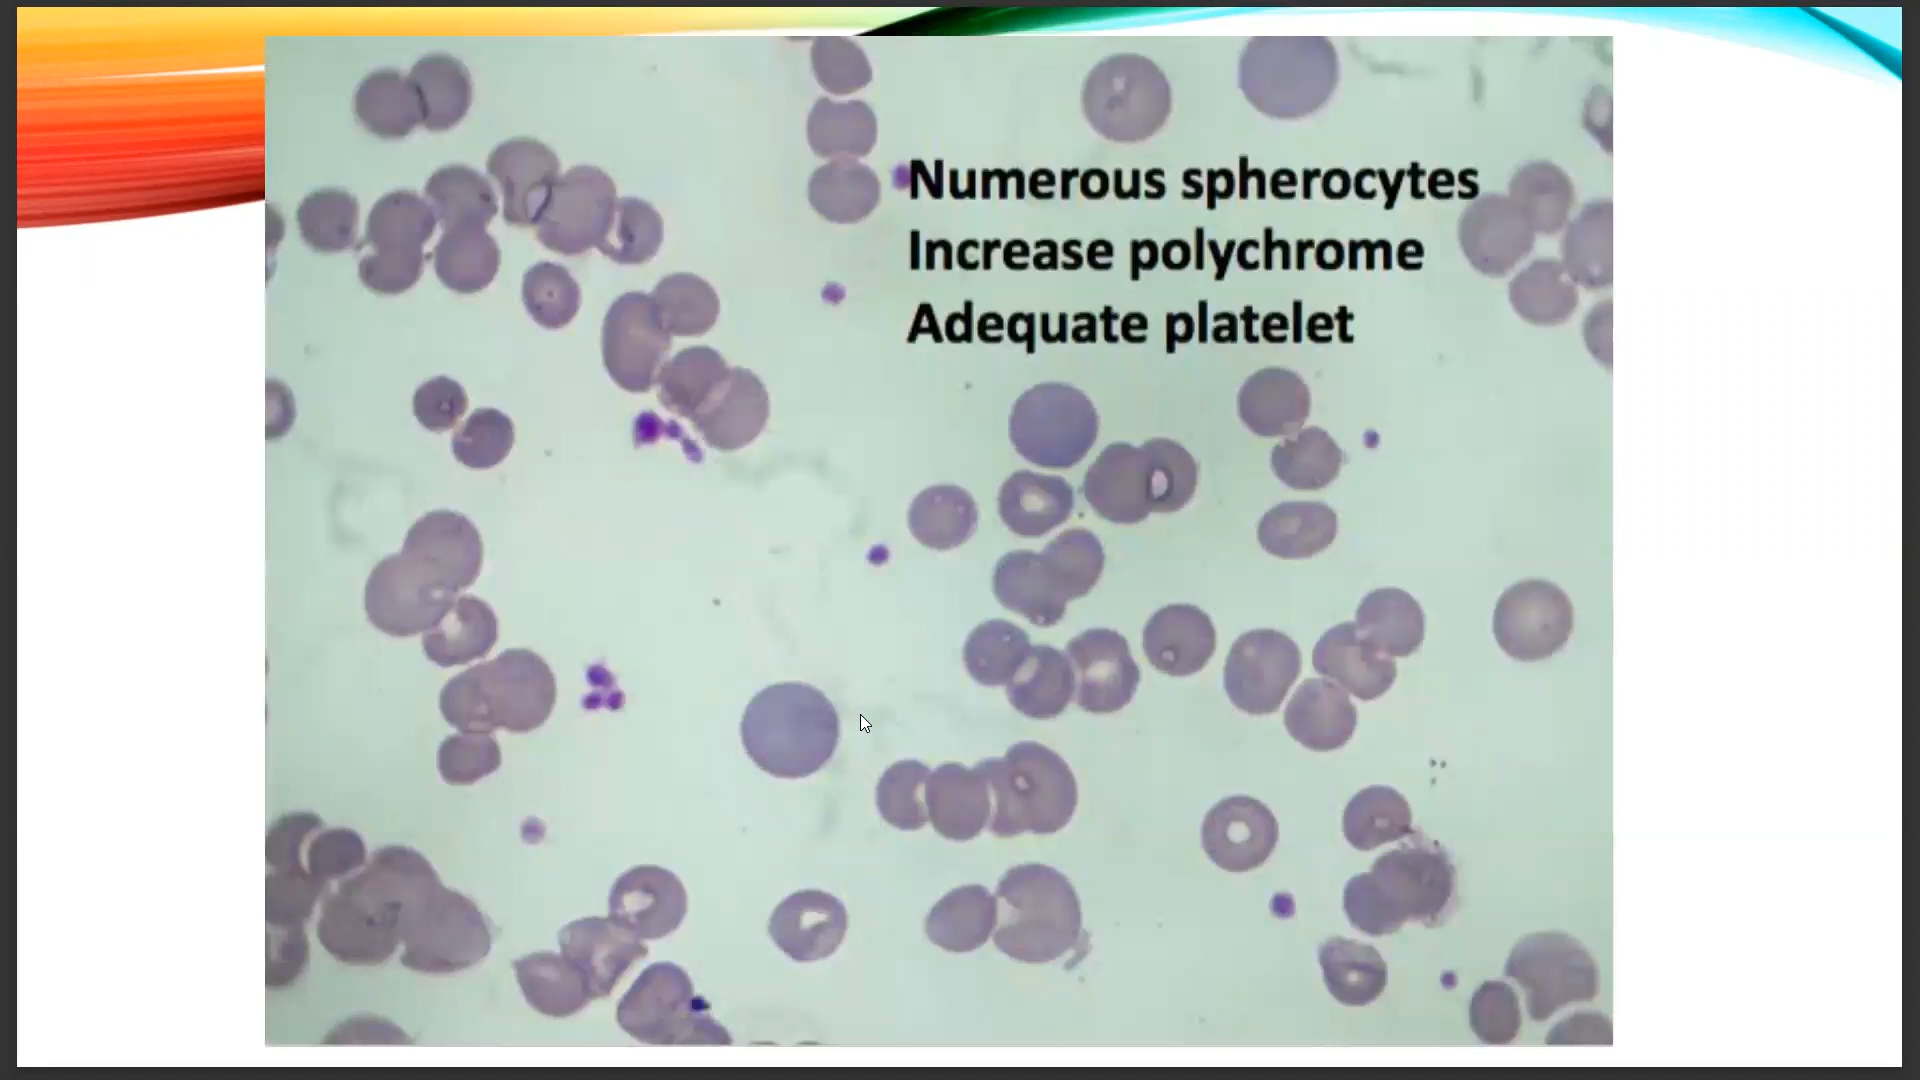 Numerous spherocytes
Increase polychrome
Adequate platelet